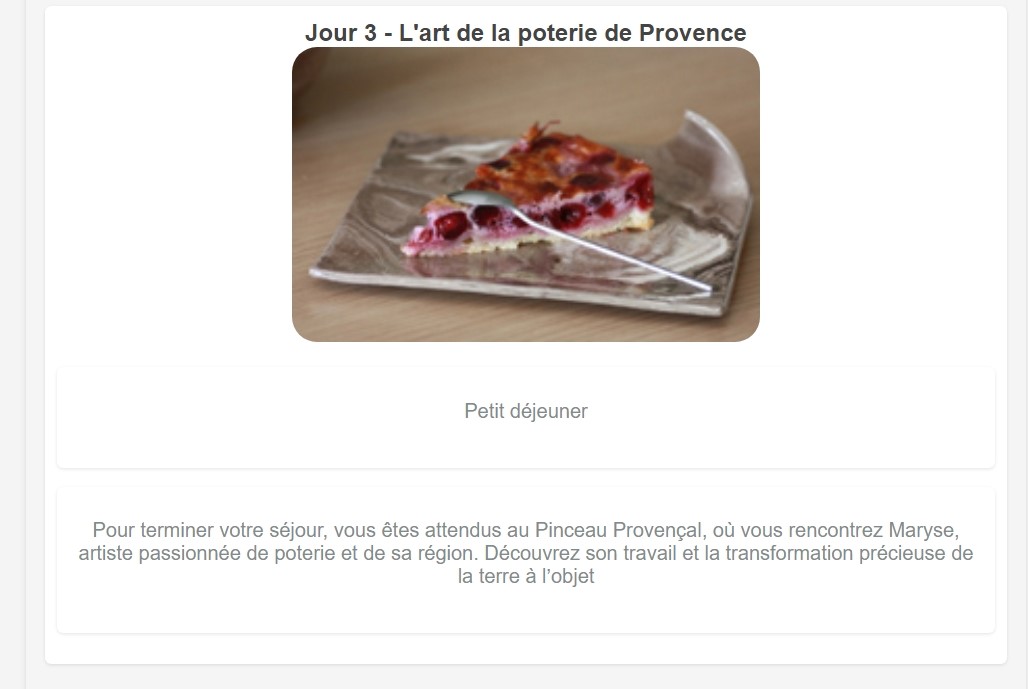 Jour 3 - L'art de la poterie de Provence
Petit déjeuner
Pour terminer votre séjour, vous êtes attendus au Pinceau Provençal, où vous rencontrez Maryse,
artiste passionnée de poterie et de sa région. Découvrez son travail et la transformation précieuse de
la terre à l’objet